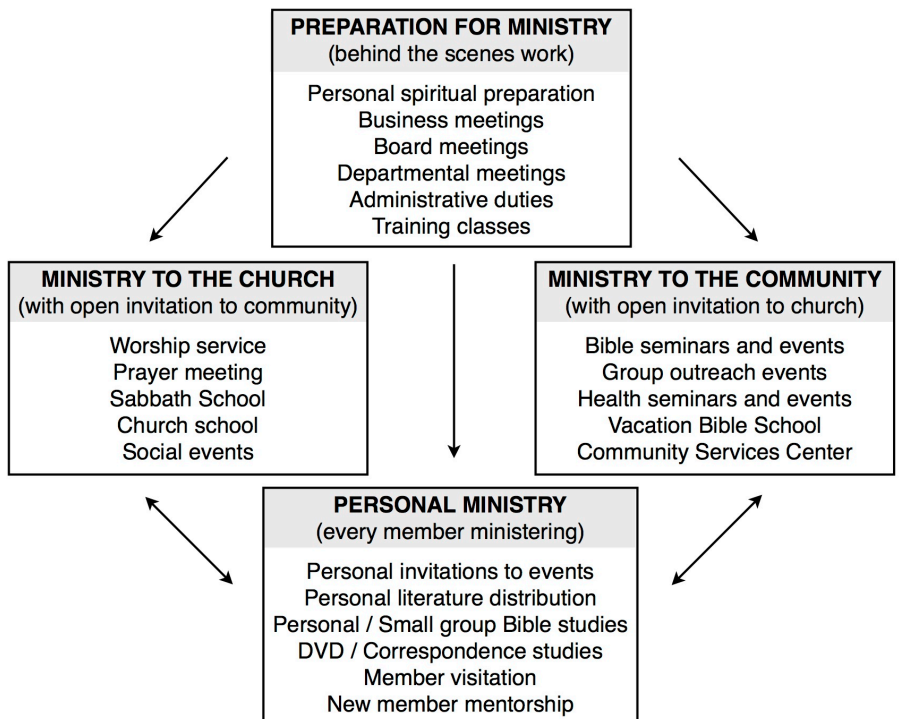 PREPARATION FOR MINISTRY
(behind the scenes work)
Personal spiritual preparation
Business meetings
Board meetings
Departmental meetings
Administrative duties
Training classes
MINISTRY TO THE CHURCH
(with open invitation to community)
Worship service
Prayer meeting
Sabbath School
Church school
Social events
MINISTRY TO THE COMMUNITY
(with open invitation to church)
Bible seminars and events
Group outreach events
Health seminars and events
Vacation Bible School
Community Services Center
PERSONAL MINISTRY
(every member ministering)
Personal invitations to events
Personal literature distribution
Personal / Small group Bible studies
DVD / Correspondence studies
Member visitation
New member mentorship